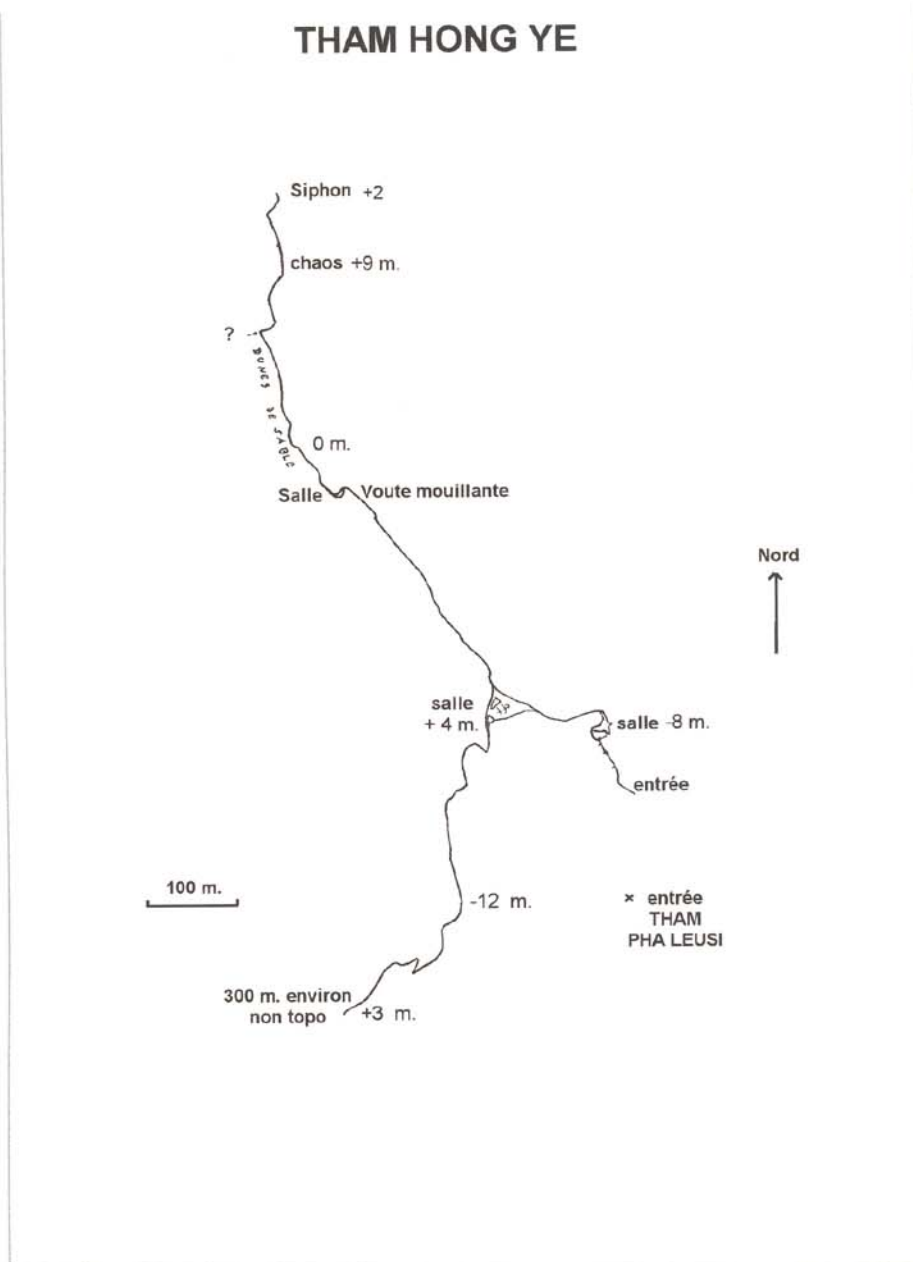 THAM HONG YE
Siphon +2
chaos +9 m.
?
DUNES DE SABLE
0 m.
Salle
Voute mouillante
Nord
salle
+ 4 m.
salle -8 m.
entrée
100 m.
-12 m.
× entrée
THAM
PHA LEUSI
300 m. environ
non topo
+3 m.